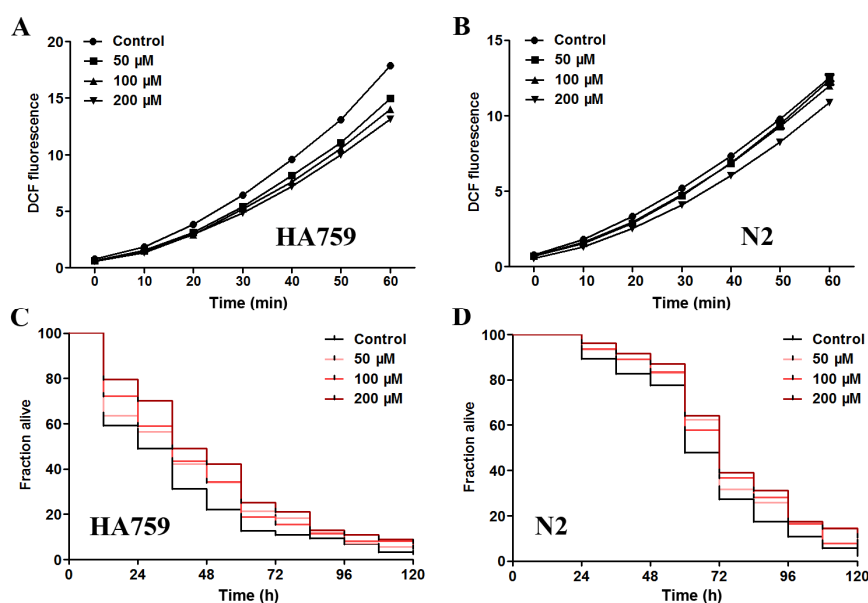 A
DCF fluorescence
20
15
10
5
0
Control
50 µM
100 µM
200 µM
HA759
0 10 20 30 40 50 60
Time (min)
B
DCF fluorescence
15
10
5
0
Control
50 µM
100 µM
200 µM
N2
0 10 20 30 40 50 60
Time (min)
C
Fraction alive
100
80
60
40
20
0
Control
50 µM
100 µM
200 µM
HA759
0 24 48 72 96 120
Time (h)
D
Fraction alive
100
80
60
40
20
0
Control
50 µM
100 µM
200 µM
N2
0 24 48 72 96 120
Time (h)